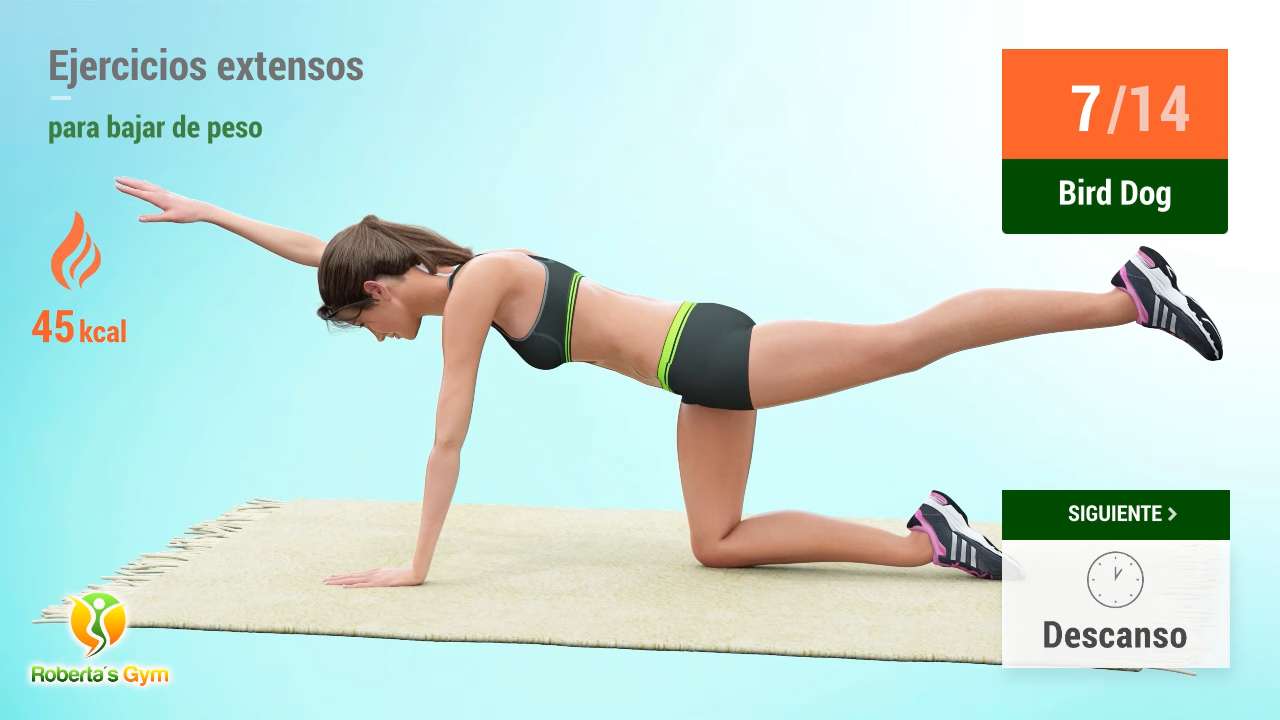 Ejercicios extensos
para bajar de peso
7/14
Bird Dog
45 kcal
SIGUIENTE >
Descanso
Roberta´s Gym